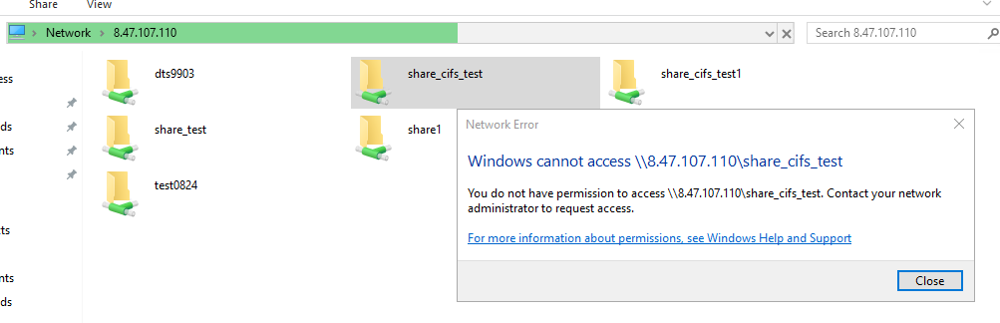 Share View
Network 8.47.107.110
Search 8.47.107.110
ess
ds
nts
cts
nts
ds
dts9903
share_cifs_test
share_cifs_test1
share_test
share1
test0824
Network Error
Windows cannot access \\8.47.107.110\share_cifs_test
You do not have permission to access \\8.47.107.110\share_cifs_test. Contact your network
administrator to request access.
For more information about permissions, see Windows Help and Support
Close